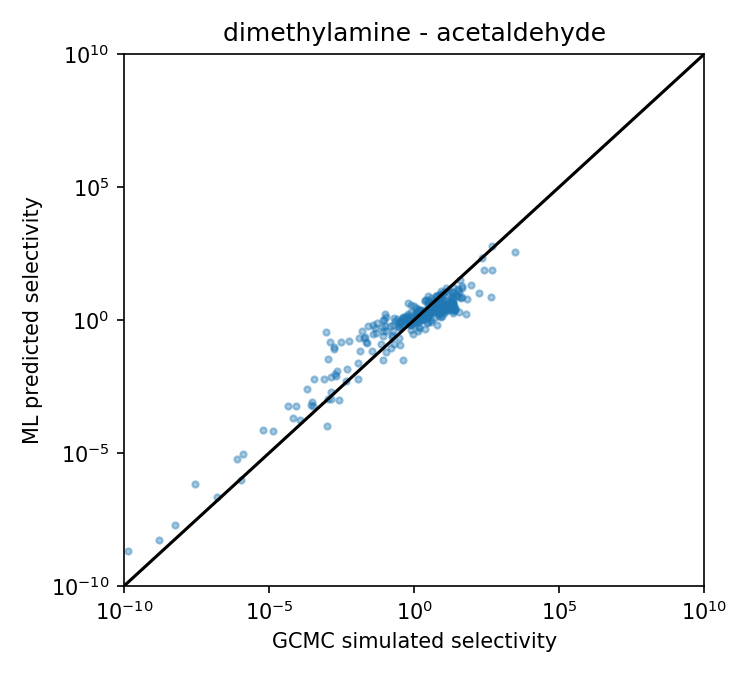 dimethylamine - acetaldehyde
10^10
10^5
10^0
10^-5
10^-10
ML predicted selectivity
10^-10 10^-5 10^0 10^5 10^10
GCMC simulated selectivity